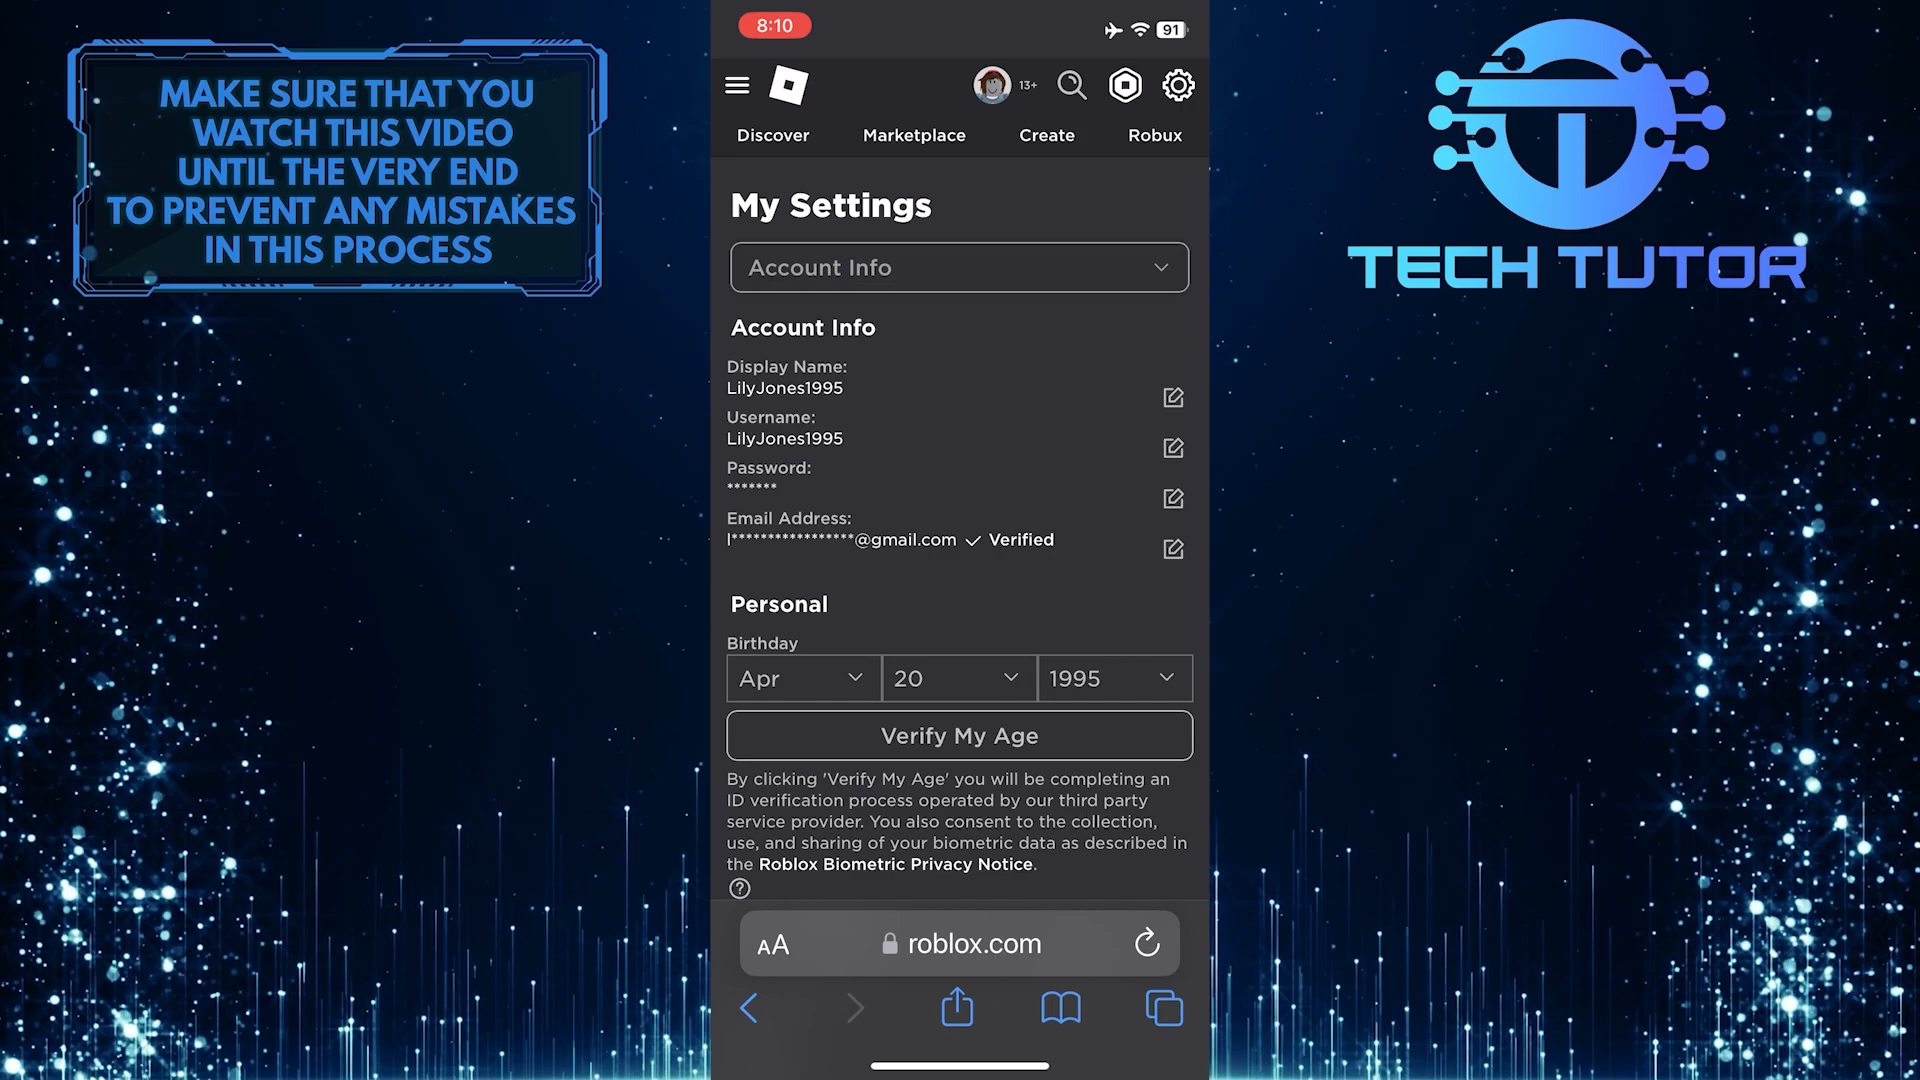 MAKE SURE THAT YOU
WATCH THIS VIDEO
UNTIL THE VERY END
TO PREVENT ANY MISTAKES
IN THIS PROCESS
8:10
91
13+
Discover
Marketplace
Create
Robux
My Settings
Account Info
Account Info
Display Name:
LilyJones1995
Username:
LilyJones1995
Password:
*******
Email Address:
l*****************@gmail.com ✓ Verified
Personal
Birthday
Apr 20 1995
Verify My Age
By clicking 'Verify My Age' you will be completing an
ID verification process operated by our third party
service provider. You also consent to the collection,
use, and sharing of your biometric data as described in
the Roblox Biometric Privacy Notice.
?
AA roblox.com
TECH TUTOR